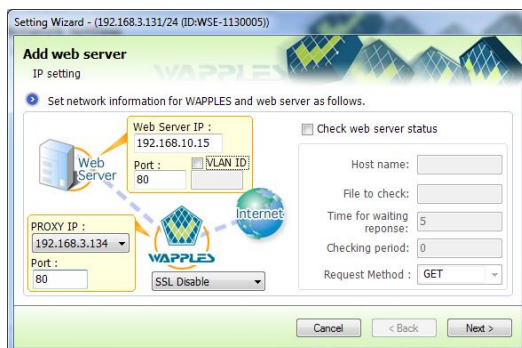 Setting Wizard - (192.168.3.131/24 (ID:WSE-1130005))
Add web server
IP setting
WAPPLES
Set network information for WAPPLES and web server as follows.
Web Server IP :
192.168.10.15
Port :
VLAN ID
80
Web
Server
Internet
PROXY IP :
192.168.3.134
Port :
80
WAPPLES
SSL Disable
Check web server status
Host name:
File to check:
Time for waiting
reponse:
5
Checking period:
0
Request Method :
GET
Cancel
< Back
Next >